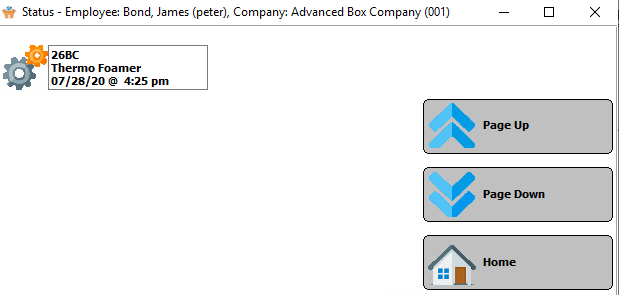 Status - Employee: Bond, James (peter), Company: Advanced Box Company (001)
26BC
Thermo Foamer
07/28/20 @ 4:25 pm
Page Up
Page Down
Home